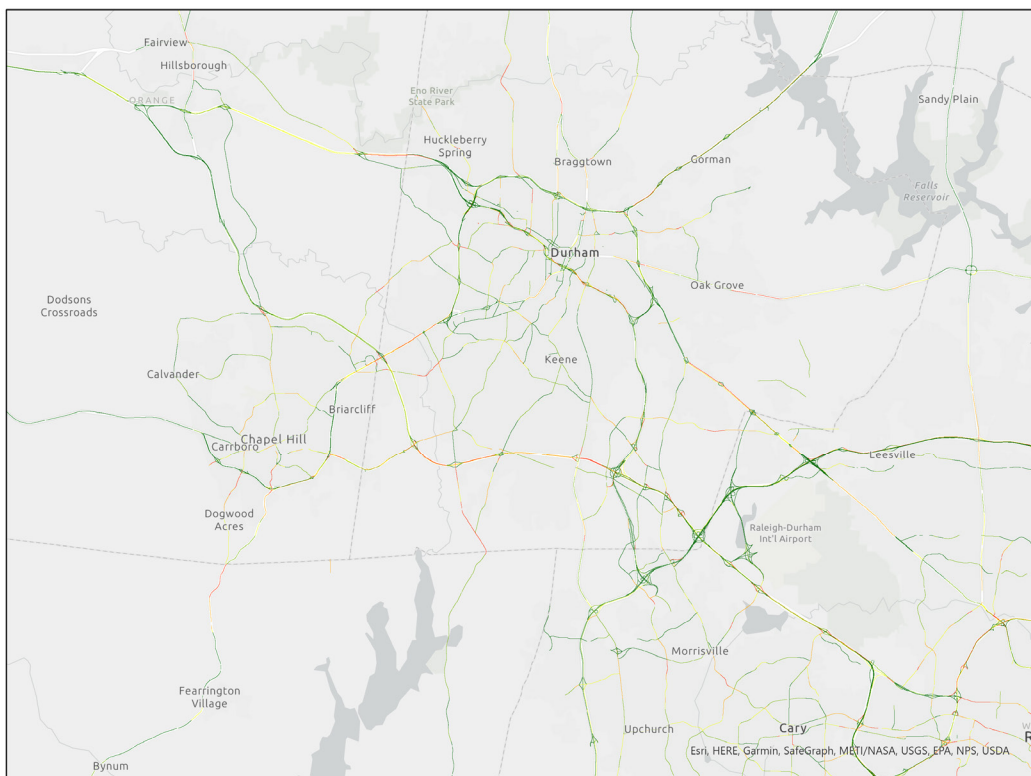 Fairview
Hillsborough
ORANGE
Eno River
State Park
Sandy Plain
Huckleberry
Spring
Braggtown
Gorman
Falls
Reservoir
Durham
Oak Grove
Dodsons
Crossroads
Keene
Calvander
Briarcliff
Chapel Hill
Carrboro
Leesville
Dogwood
Acres
Raleigh-Durham
Int'l Airport
Morrisville
Fearrington
Village
Upchurch
Cary
Esri, HERE, Garmin, SafeGraph, METI/NASA, USGS, EPA, NPS, USDA
Bynum